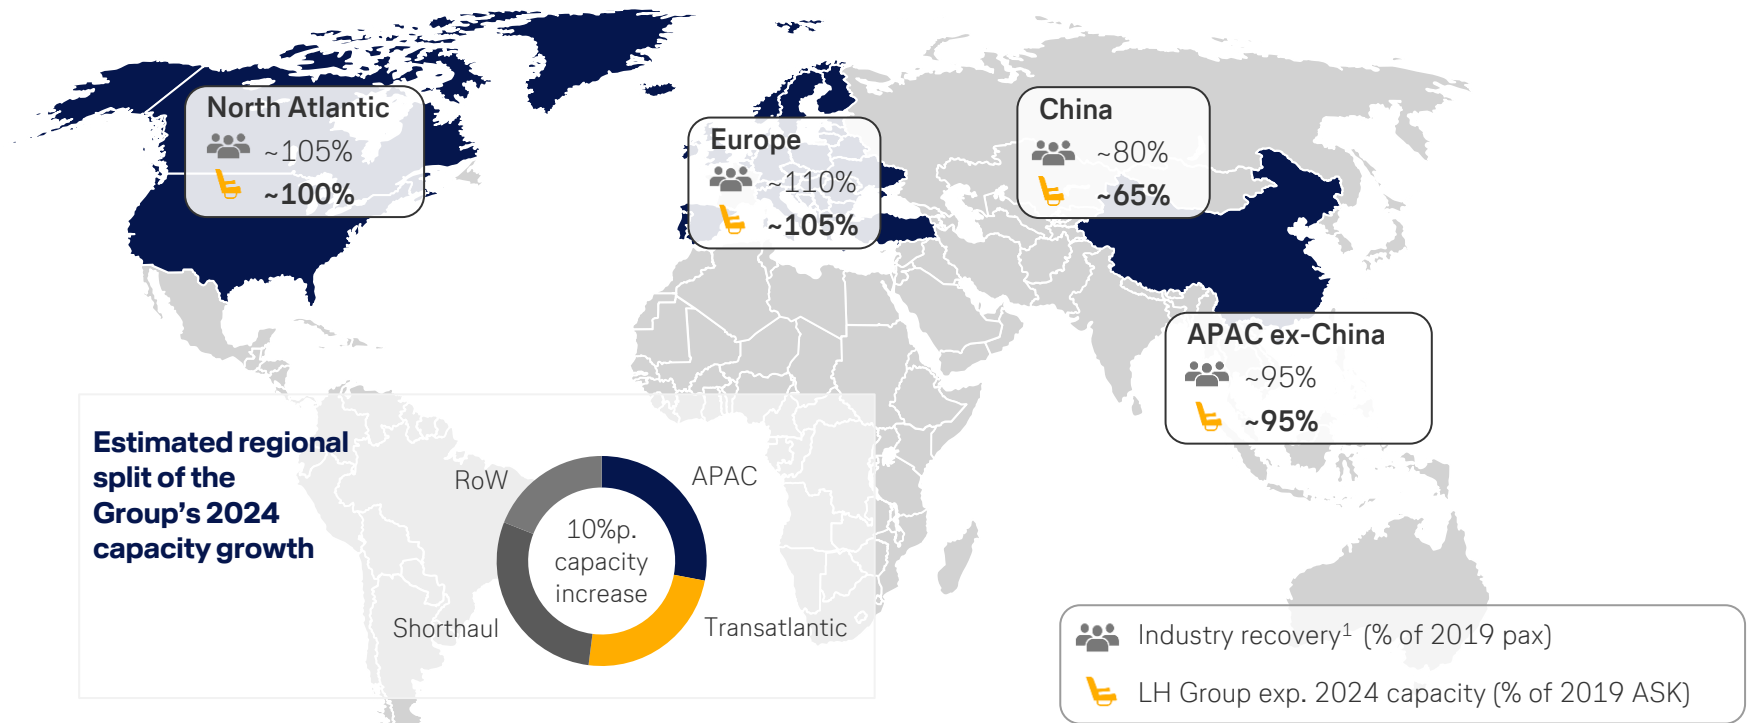 North Atlantic
~105%
~100%
Europe
~110%
~105%
China
~80%
~65%
APAC ex-China
~95%
~95%
Estimated regional
split of the
Group's 2024
capacity growth
RoW
APAC
10%p.
capacity
increase
Shorthaul
Transatlantic
Industry recovery¹ (% of 2019 pax)
LH Group exp. 2024 capacity (% of 2019 ASK)